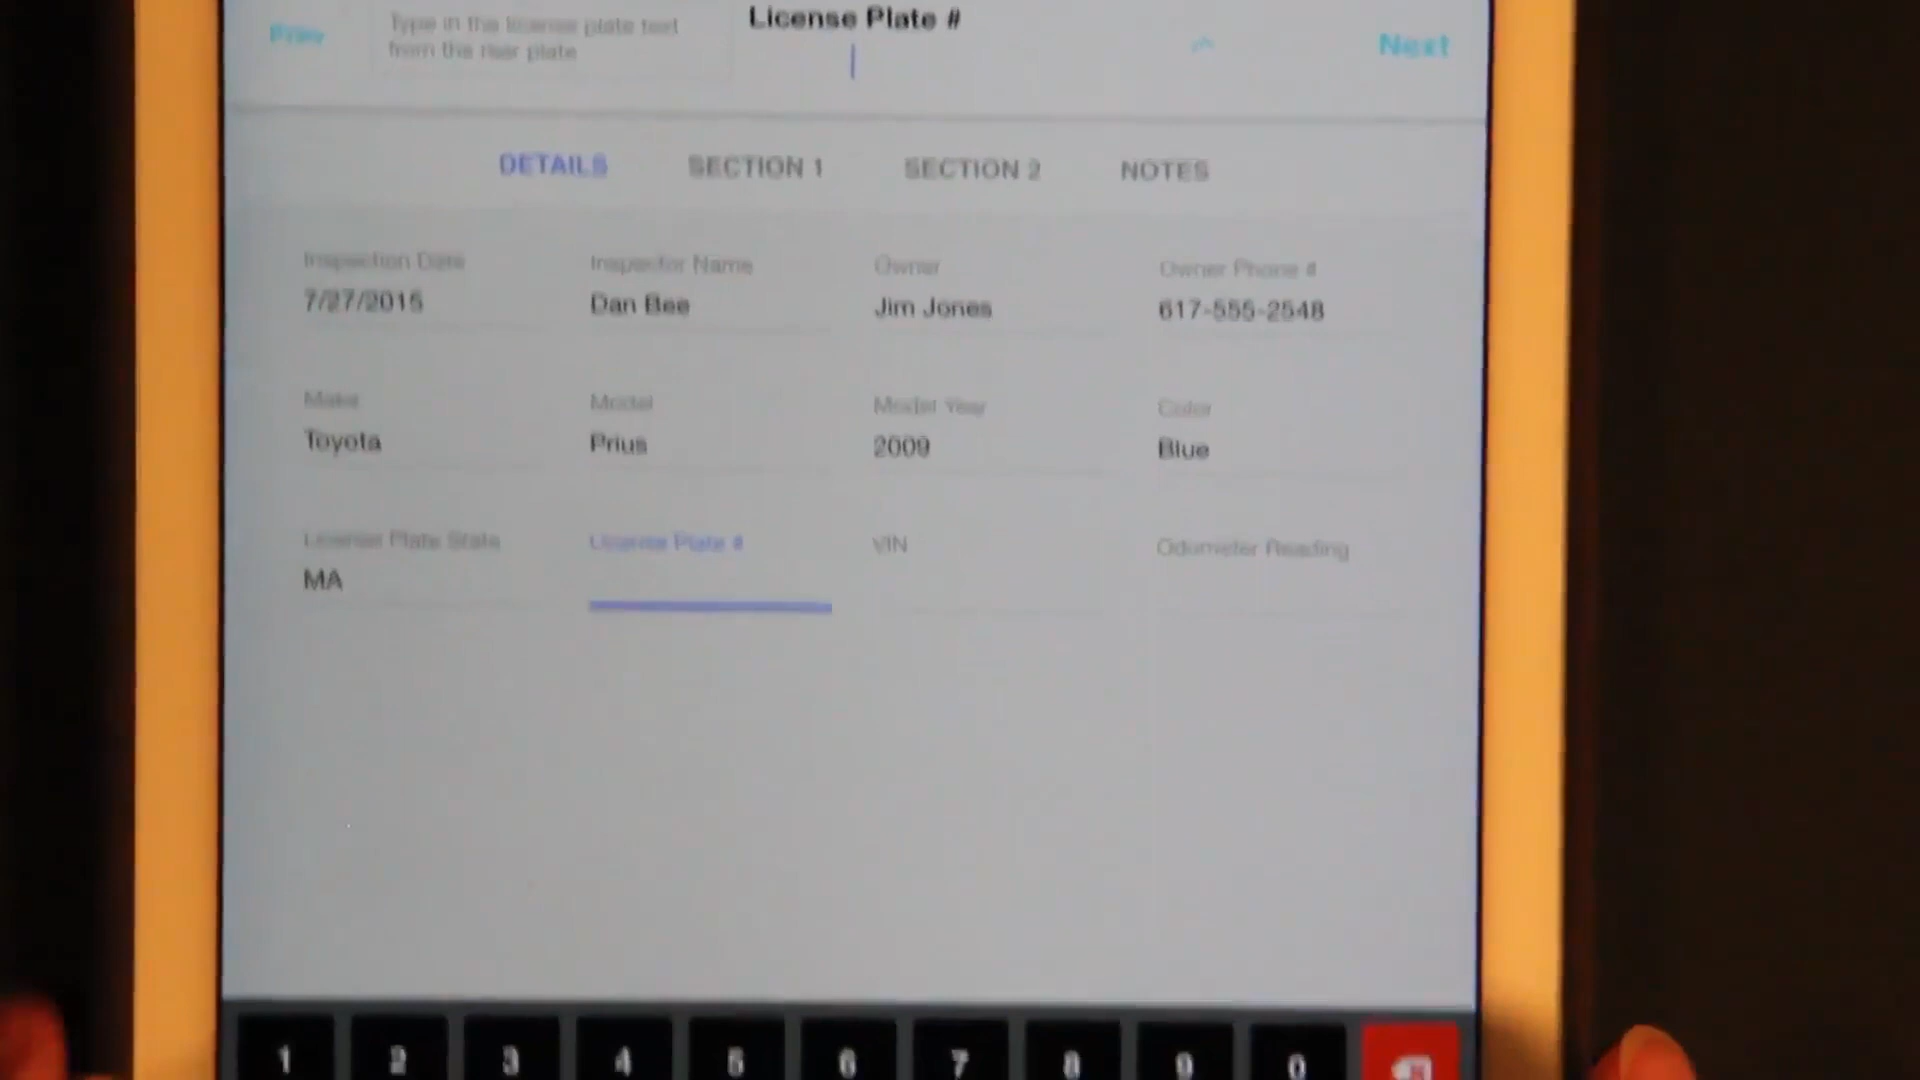 Prev
Type in the license plate text
from the rear plate
License Plate #
Next
DETAILS SECTION 1 SECTION 2 NOTES
Inspection Date Inspector Name Owner Owner Phone #
7/27/2015 Dan Bee Jim Jones 617-555-2548
Make Model Model Year Color
Toyota Prius 2009 Blue
License Plate State License Plate # VIN Odometer Reading
MA
1 2 3 4 5 6 7 8 9 0